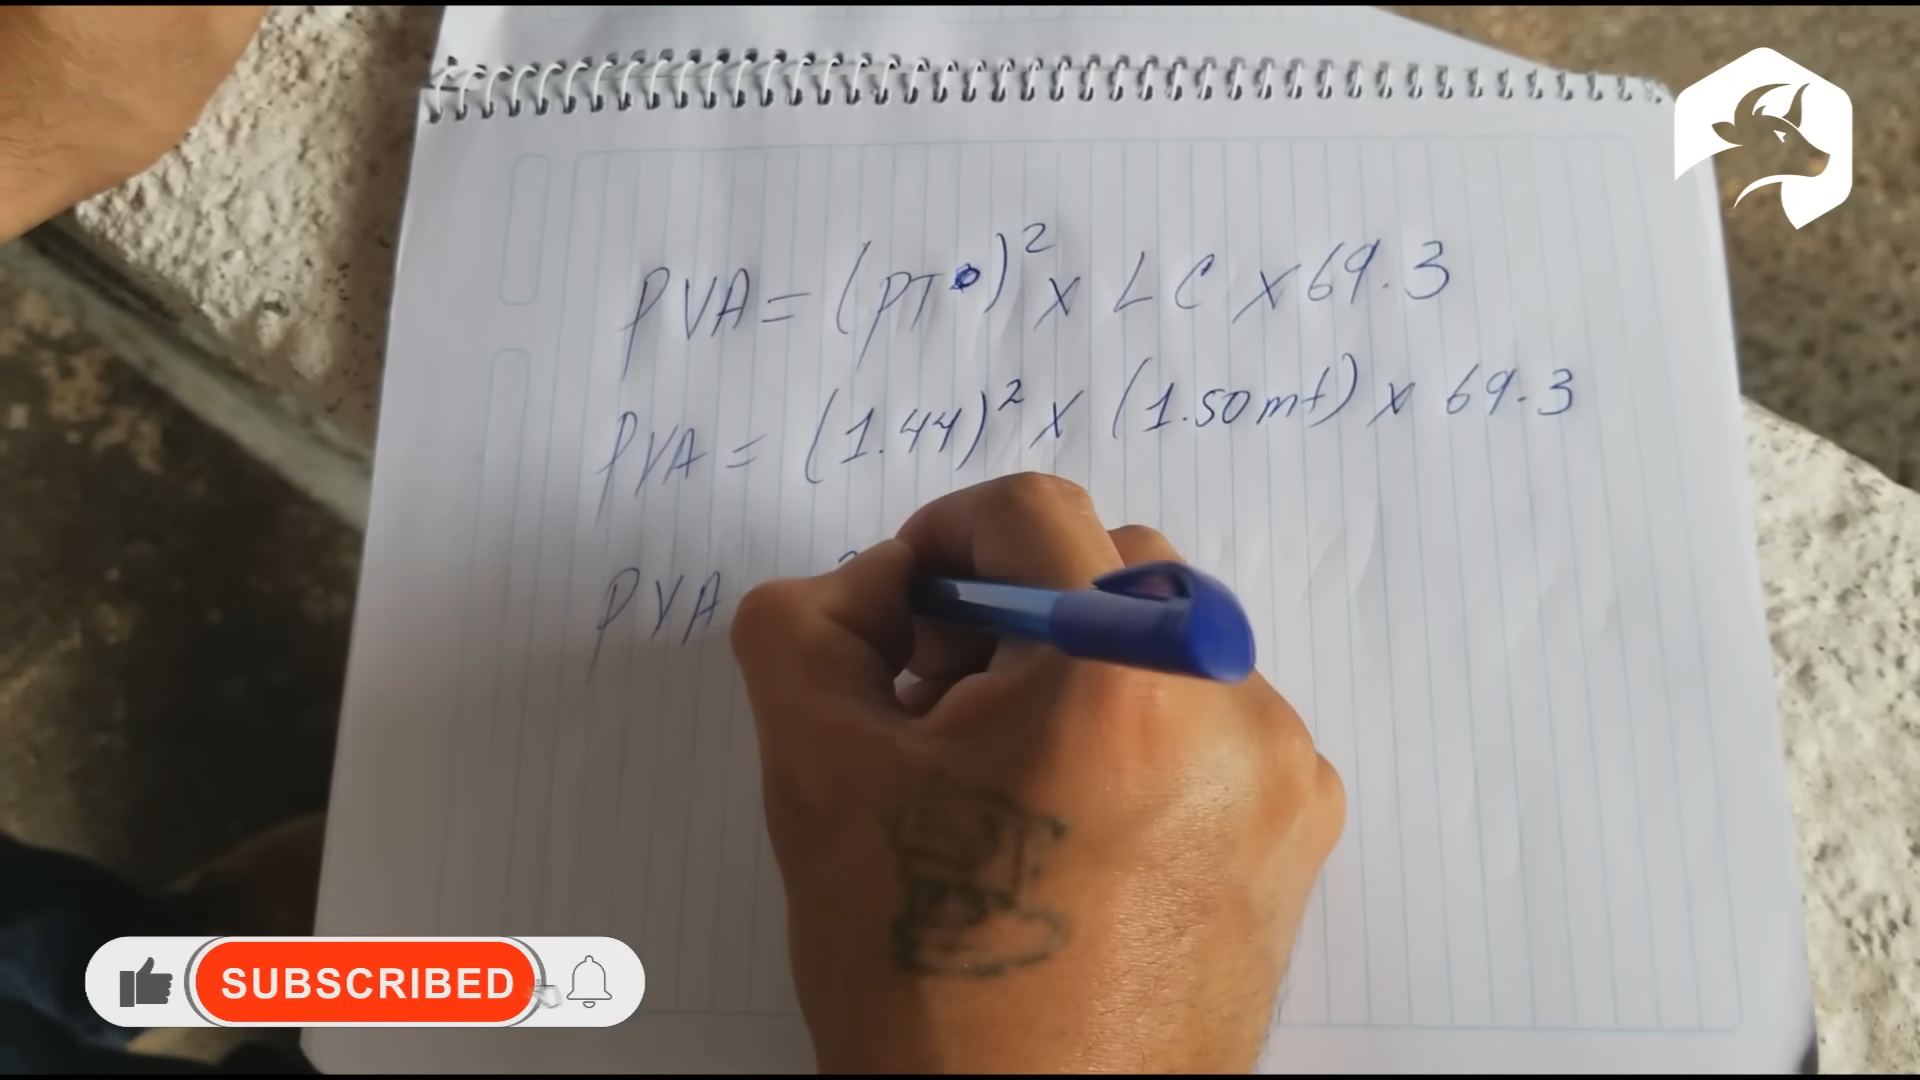 PVA = (PT)² x LC x 69.3
PVA = (1.44)² x (1.50mt) x 69.3
PVA
SUBSCRIBED